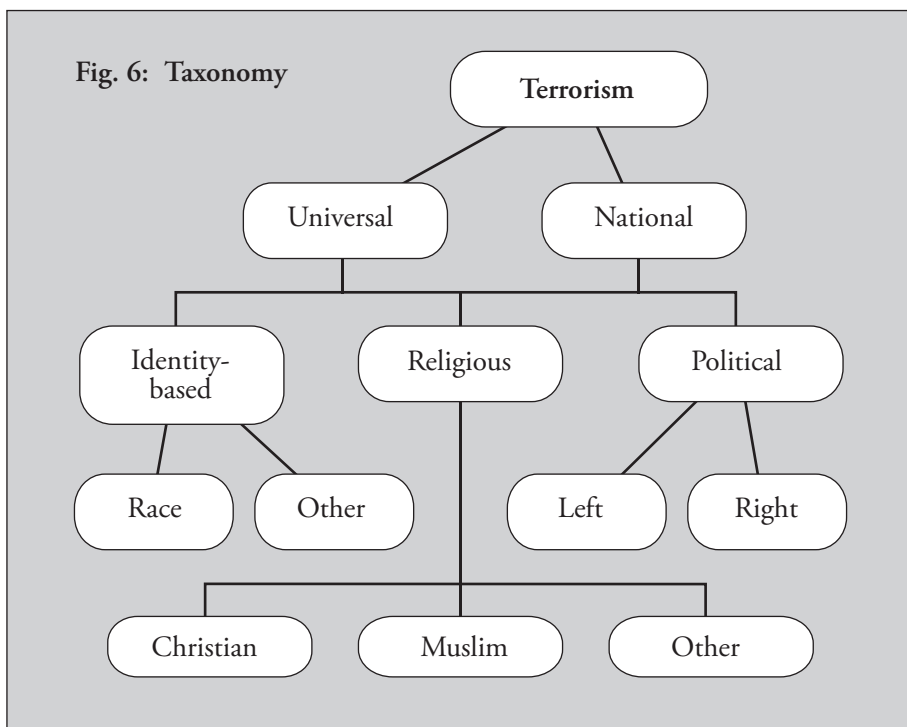 Fig. 6: Taxonomy
Terrorism
Universal
National
Identity-
based
Religious
Political
Race
Other
Left
Right
Christian
Muslim
Other